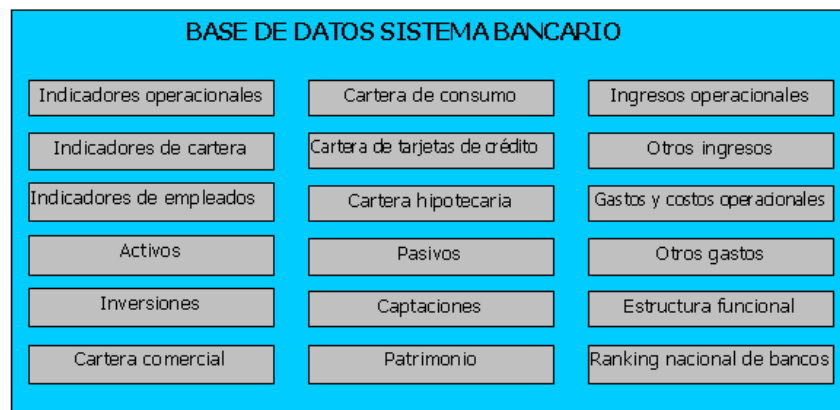 BASE DE DATOS SISTEMA BANCARIO
Indicadores operacionales
Cartera de consumo
Ingresos operacionales
Indicadores de cartera
Cartera de tarjetas de crédito
Otros ingresos
Indicadores de empleados
Cartera hipotecaria
Gastos y costos operacionales
Activos
Pasivos
Otros gastos
Inversiones
Captaciones
Estructura funcional
Cartera comercial
Patrimonio
Ranking nacional de bancos